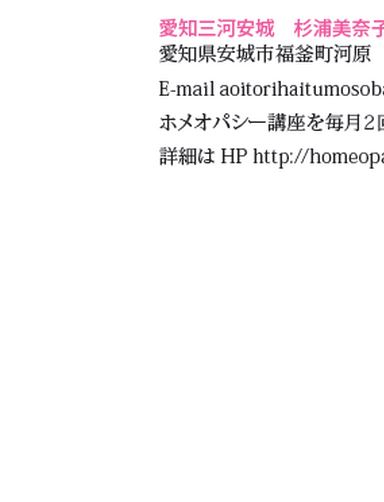 愛知三河安城　杉浦美奈子
愛知県安城市福釜町河原
E-mail aoitorihaitumosoba
ホメオパシー講座を毎月2回
詳細は HP http://homeopa